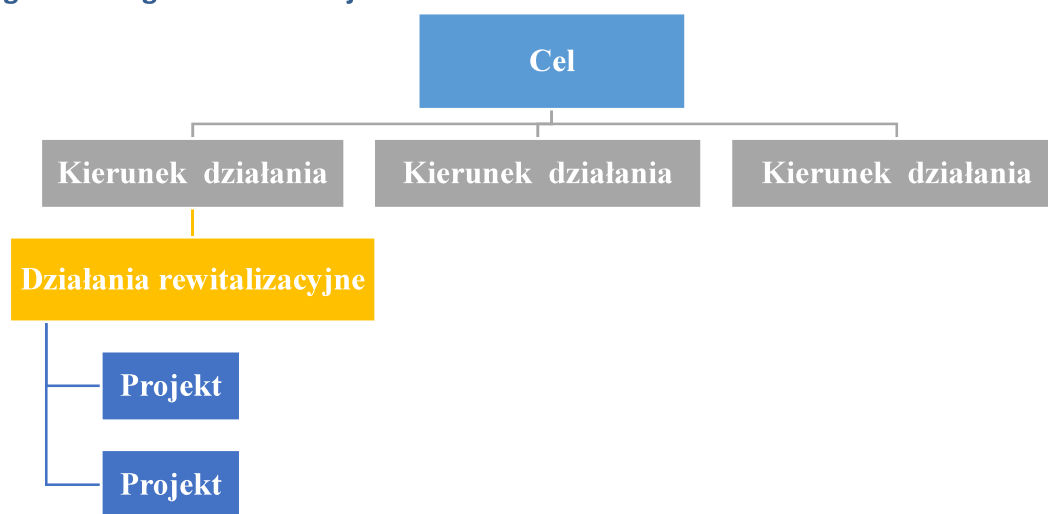 Cel
Kierunek działania
Kierunek działania
Kierunek działania
Działania rewitalizacyjne
Projekt
Projekt